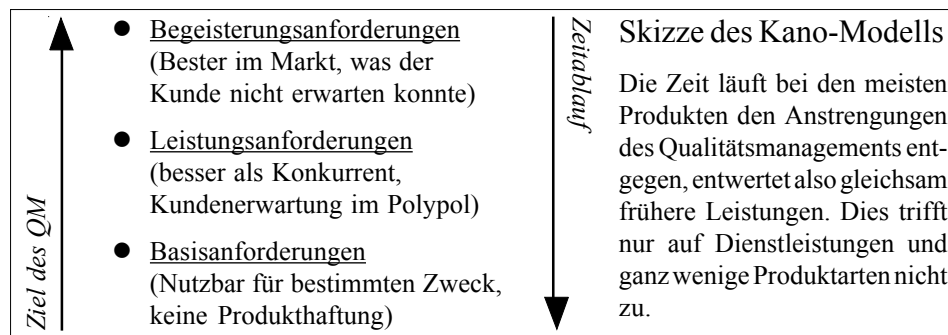 Ziel des QM
● Begeisterungsanforderungen
(Bester im Markt, was der
Kunde nicht erwarten konnte)
● Leistungsanforderungen
(besser als Konkurrent,
Kundenerwartung im Polypol)
● Basisanforderungen
(Nutzbar für bestimmten Zweck,
keine Produkthaftung)
Zeitablauf
Skizze des Kano-Modells
Die Zeit läuft bei den meisten
Produkten den Anstrengungen
des Qualitätsmanagements ent-
gegen, entwertet also gleichsam
frühere Leistungen. Dies trifft
nur auf Dienstleistungen und
ganz wenige Produktarten nicht
zu.